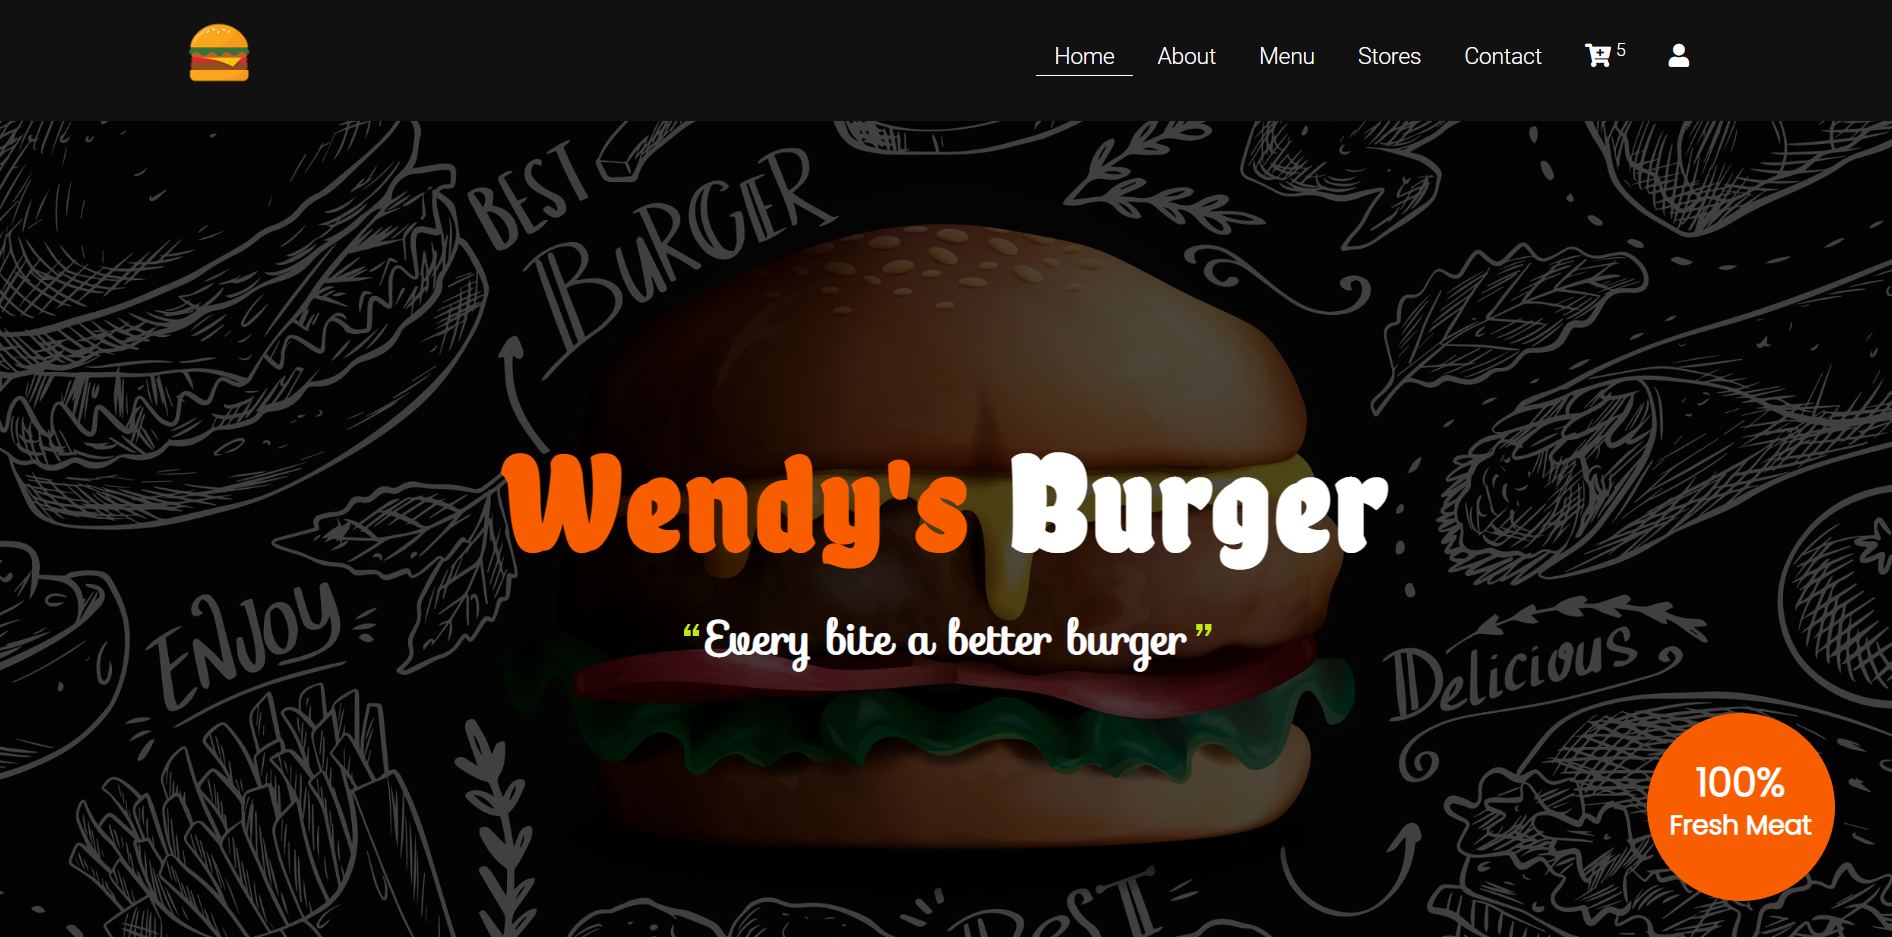 Home About Menu Stores Contact 5
BEST
BURGER
Wendy's Burger
“Every bite a better burger”
ENJoy
Delicious
100%
Fresh Meat
BEST